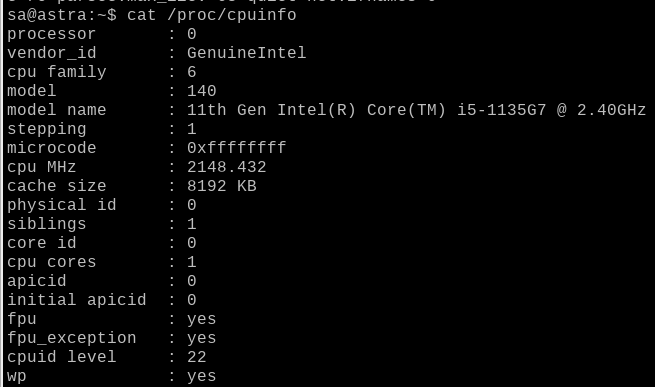 sa@astra:~$ cat /proc/cpuinfo
processor : 0
vendor_id : GenuineIntel
cpu family : 6
model : 140
model name : 11th Gen Intel(R) Core(TM) i5-1135G7 @ 2.40GHz
stepping : 1
microcode : 0xffffffff
cpu MHz : 2148.432
cache size : 8192 KB
physical id : 0
siblings : 1
core id : 0
cpu cores : 1
apicid : 0
initial apicid : 0
fpu : yes
fpu_exception : yes
cpuid level : 22
wp : yes